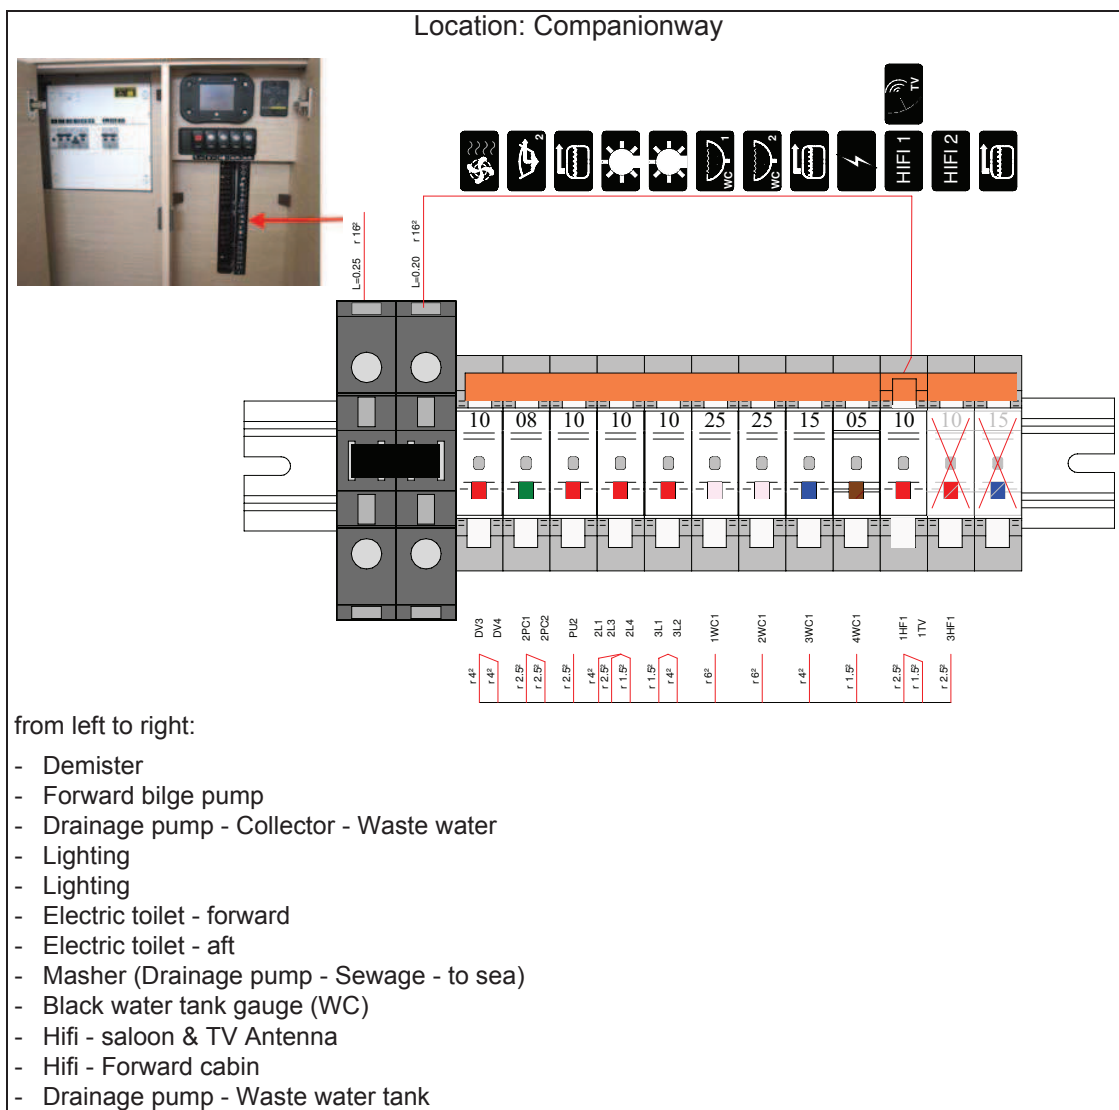 Location: Companionway
TV
2
WC 1
WC 2
HIFI 1
HIFI 2
L=0.25 r 16²
L=0.20 r 16²
10 08 10 10 10 25 25 15 05 10 10 15
DV3 DV4 2PC1 2PC2 PU2 2L1 2L3 2L4 3L1 3L2 1WC1 2WC1 3WC1 4WC1 1HF1 1TV 3HF1
r 4² r 4² r 2.5² r 2.5² r 2.5² r 4² r 2.5² r 1.5² r 1.5² r 4² r 6² r 6² r 4² r 1.5² r 2.5² r 1.5² r 2.5²
from left to right:
- Demister
- Forward bilge pump
- Drainage pump - Collector - Waste water
- Lighting
- Lighting
- Electric toilet - forward
- Electric toilet - aft
- Masher (Drainage pump - Sewage - to sea)
- Black water tank gauge (WC)
- Hifi - saloon & TV Antenna
- Hifi - Forward cabin
- Drainage pump - Waste water tank